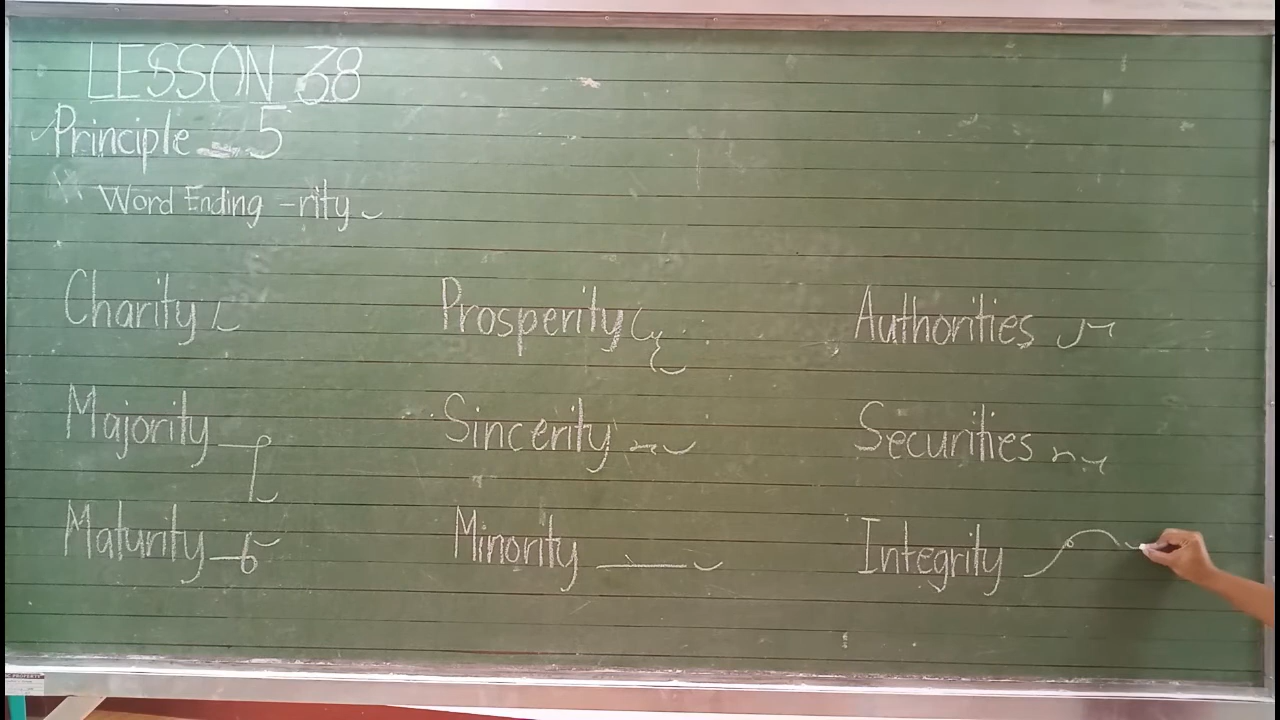 LESSON 38
Principle - 5
Word Ending -rity
Charity Prosperity Authorities
Majority Sincerity Securities
Maturity Minority Integrity